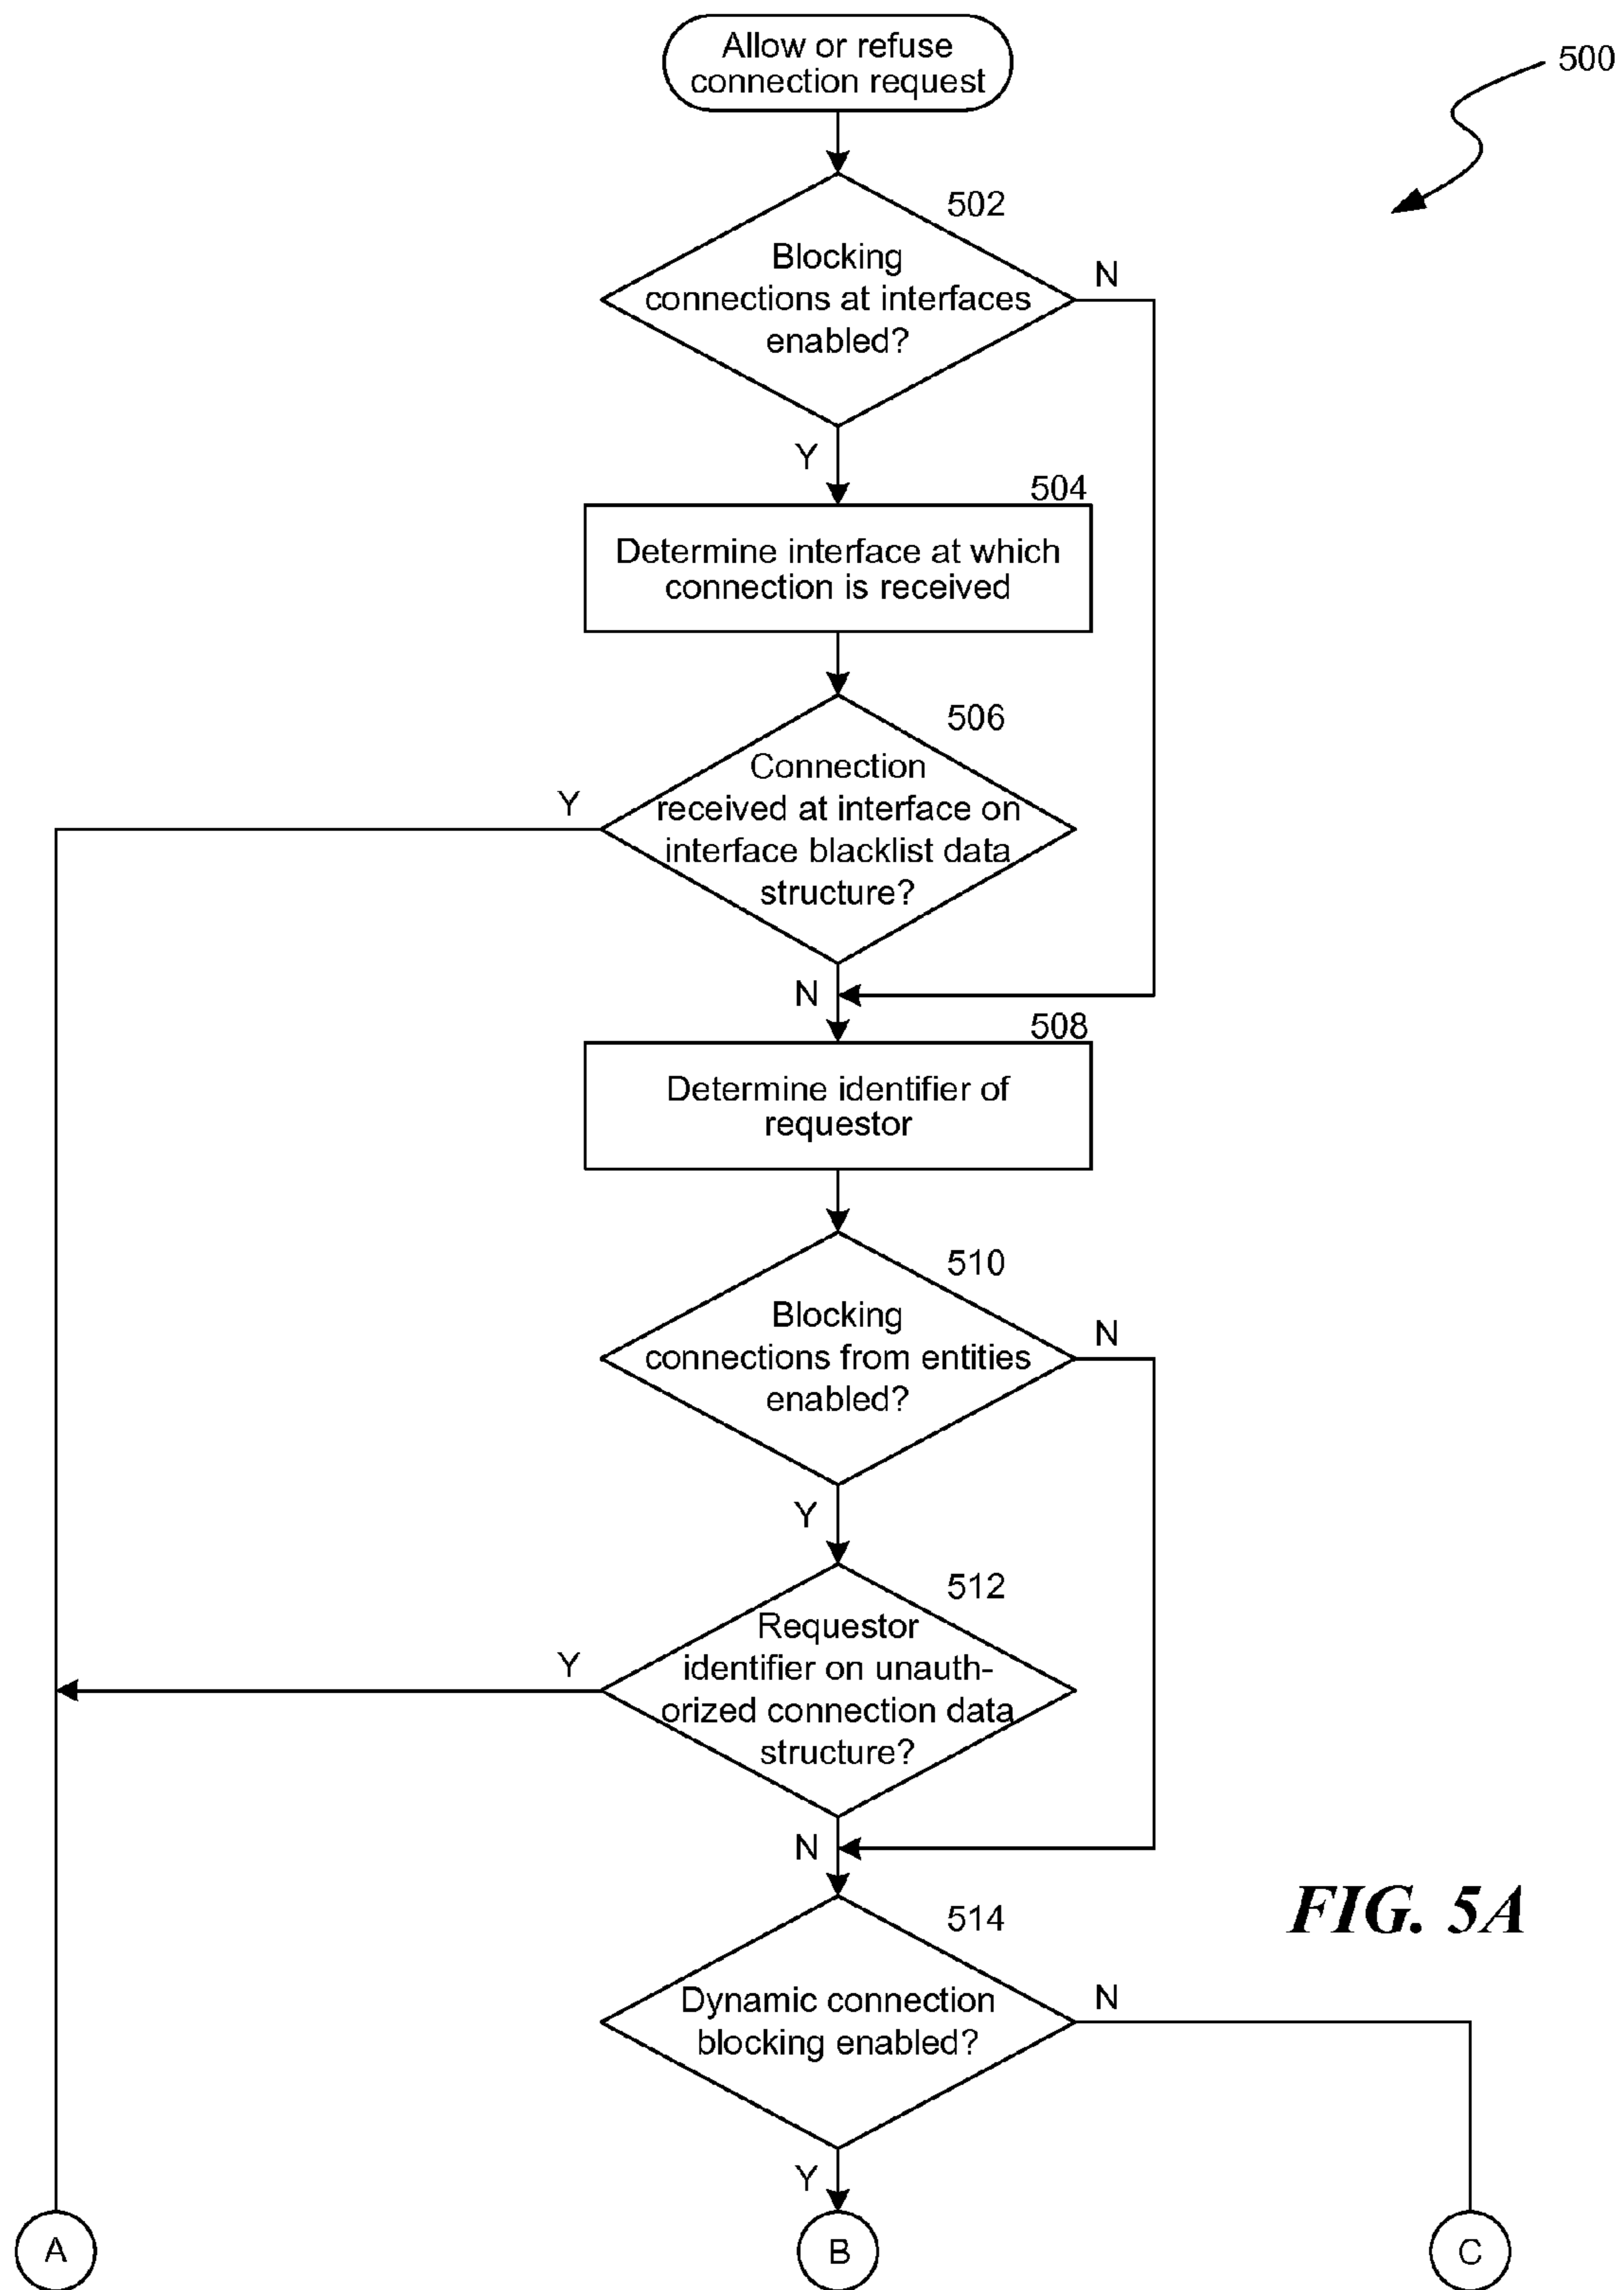 Allow or refuse
connection request
500
502
Blocking
connections at interfaces
enabled?
N
Y
504
Determine interface at which
connection is received
506
Connection
received at interface on
interface blacklist data
structure?
Y
N
508
Determine identifier of
requestor
510
Blocking
connections from entities
enabled?
N
Y
512
Requestor
identifier on unauth-
orized connection data
structure?
Y
N
514
Dynamic connection
blocking enabled?
N
Y
FIG. 5A
A
B
C